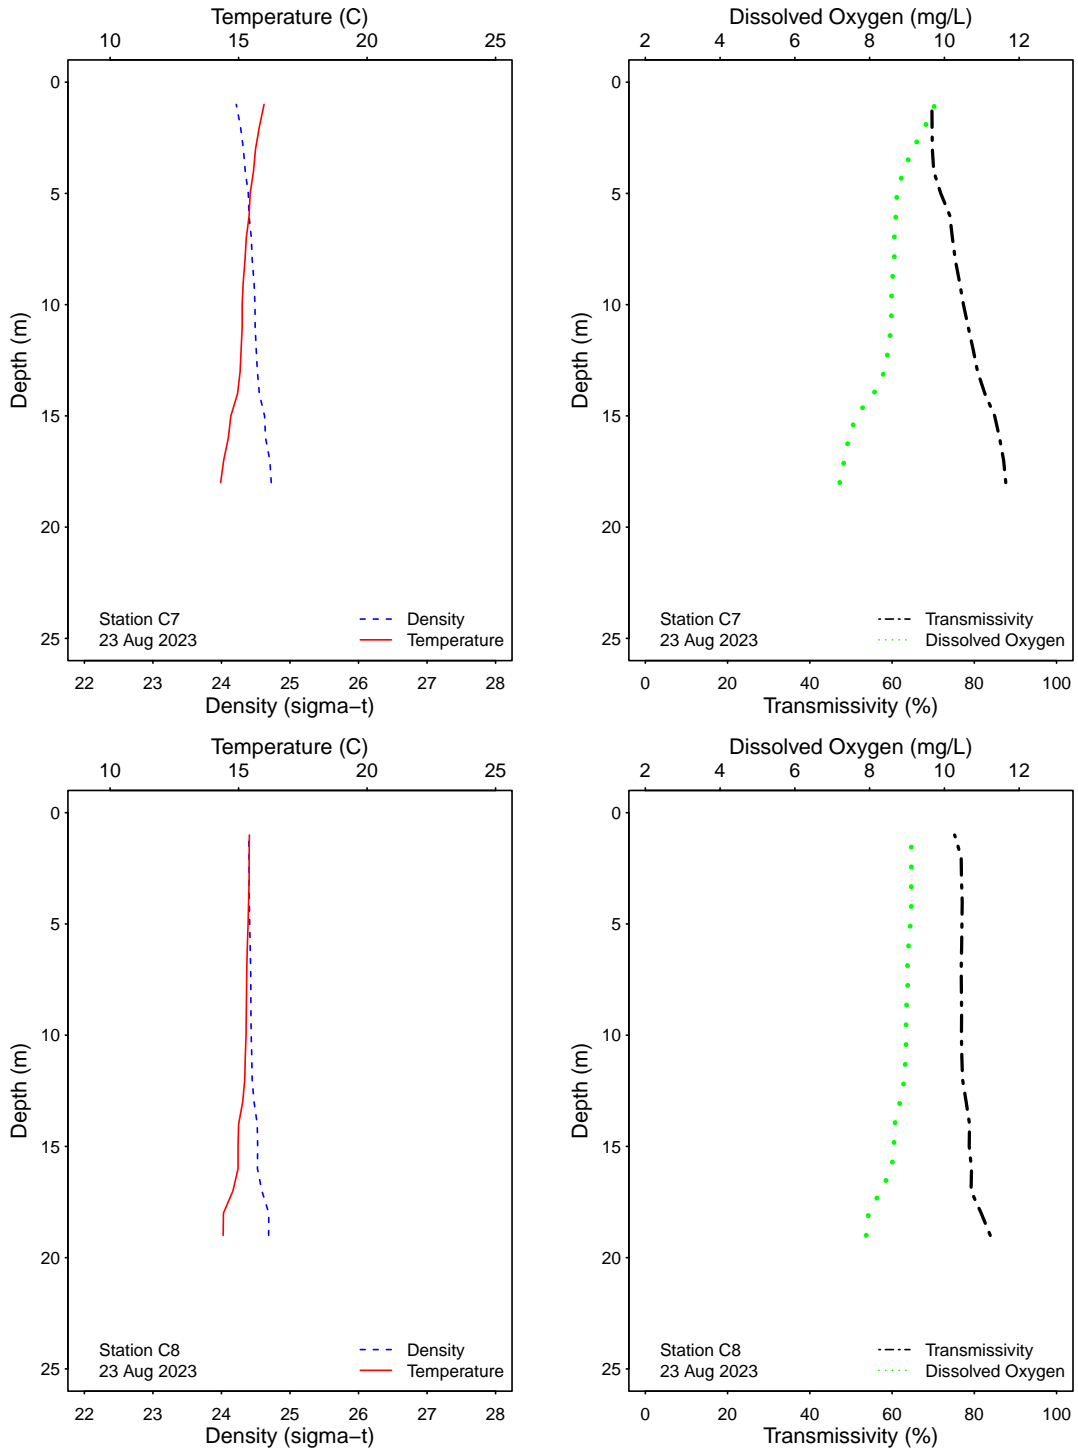 Temperature (C)
10 15 20 25
0
5
10
15
20
25
Depth (m)
Station C7
23 Aug 2023
Density
Temperature
22 23 24 25 26 27 28
Density (sigma−t)
Dissolved Oxygen (mg/L)
2 4 6 8 10 12
0
5
10
15
20
25
Depth (m)
Station C7
23 Aug 2023
Transmissivity
Dissolved Oxygen
0 20 40 60 80 100
Transmissivity (%)
Temperature (C)
10 15 20 25
0
5
10
15
20
25
Depth (m)
Station C8
23 Aug 2023
Density
Temperature
22 23 24 25 26 27 28
Density (sigma−t)
Dissolved Oxygen (mg/L)
2 4 6 8 10 12
0
5
10
15
20
25
Depth (m)
Station C8
23 Aug 2023
Transmissivity
Dissolved Oxygen
0 20 40 60 80 100
Transmissivity (%)